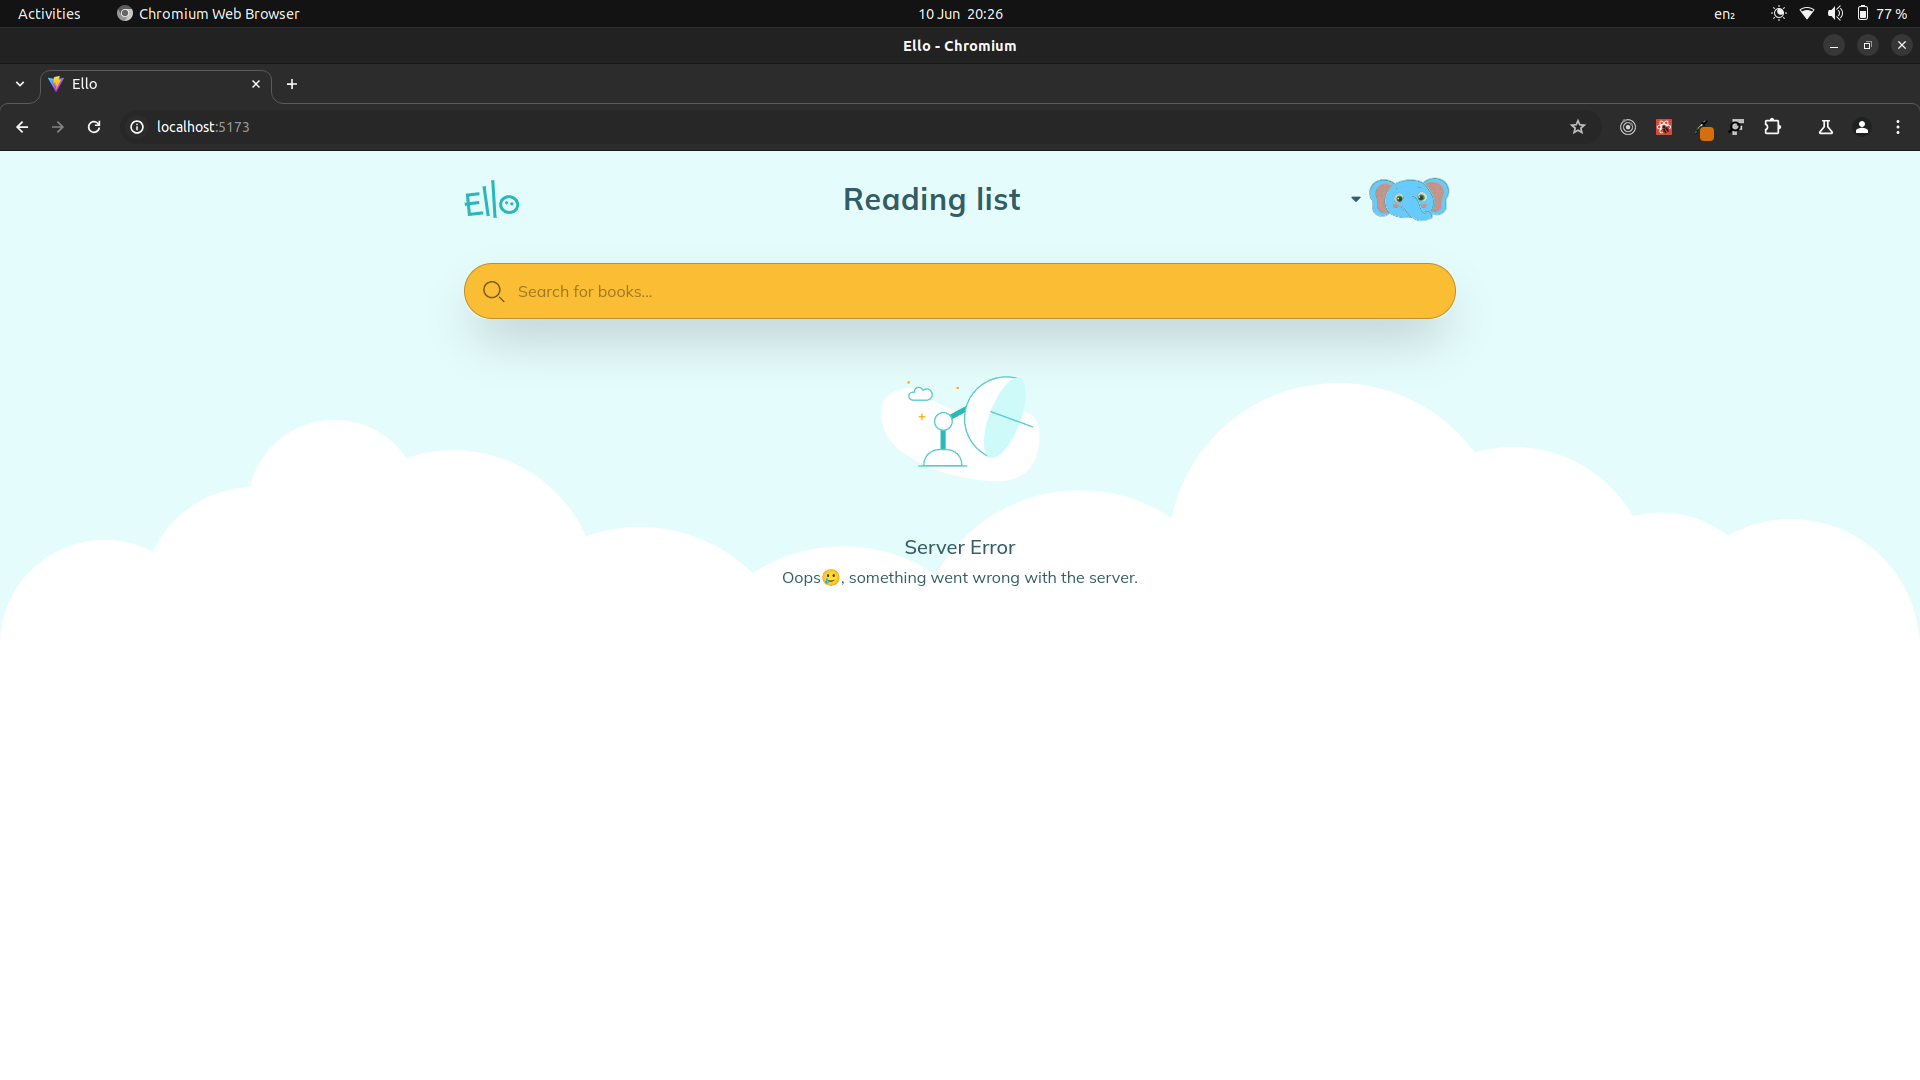 Activities Chromium Web Browser 10 Jun 20:26 en₂ 77 %
Ello - Chromium
Ello
localhost:5173
Ello Reading list
Search for books...
Server Error
Oops🥲, something went wrong with the server.